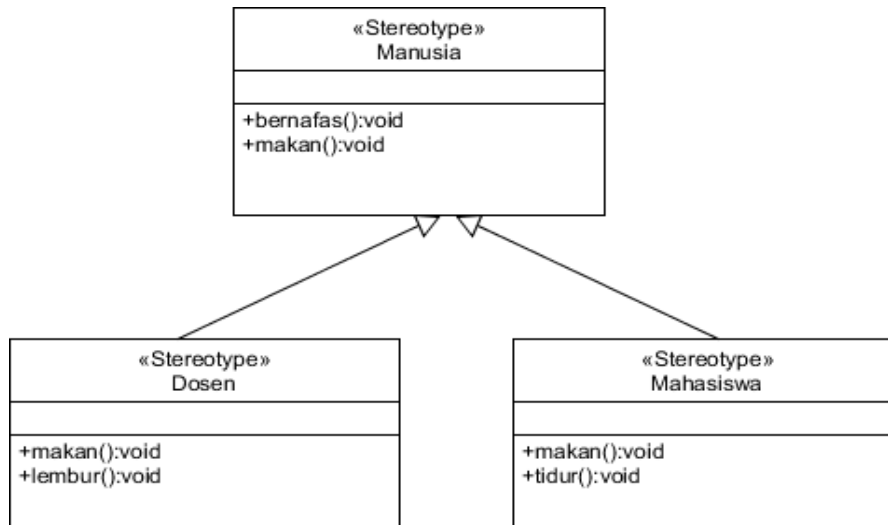 «Stereotype»
Manusia
+bernafas():void
+makan():void
«Stereotype»
Dosen
+makan():void
+lembur():void
«Stereotype»
Mahasiswa
+makan():void
+tidur():void